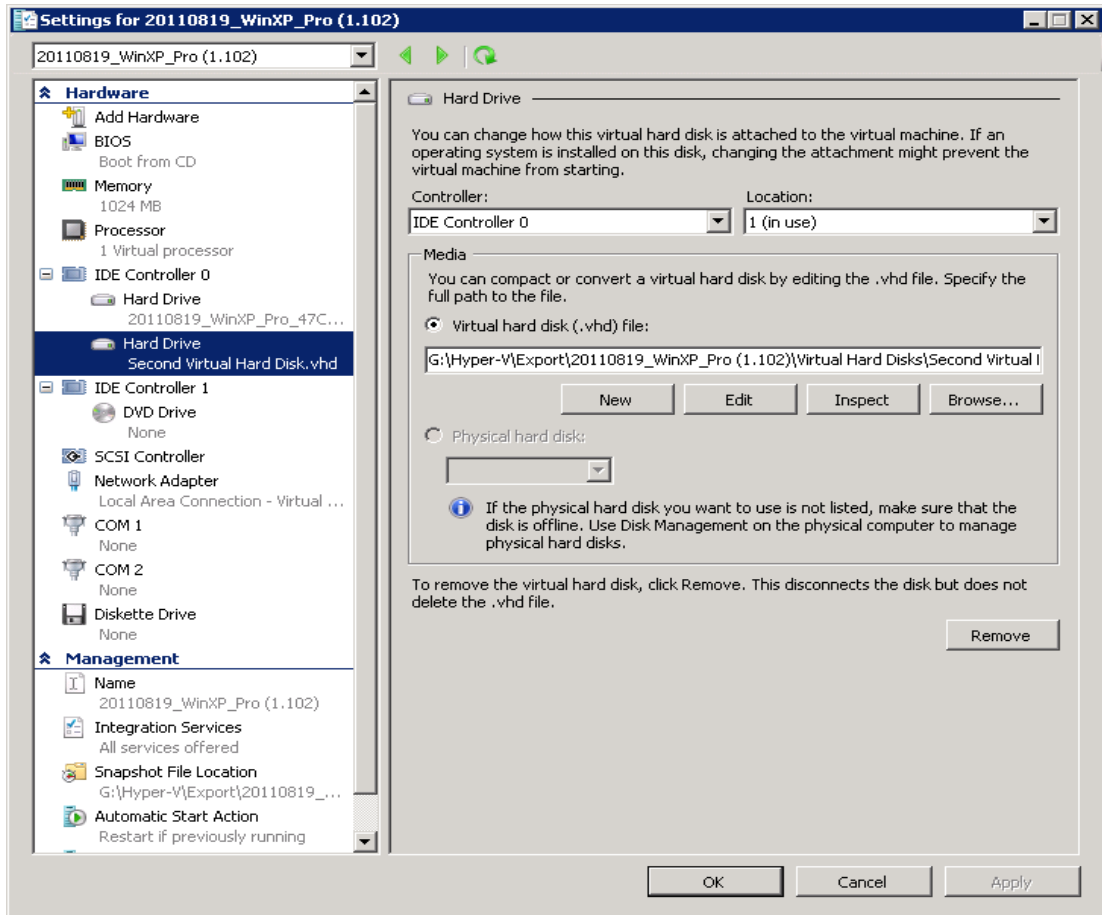 Settings for 20110819_WinXP_Pro (1.102)
20110819_WinXP_Pro (1.102)
Hardware
Add Hardware
BIOS
Boot from CD
Memory
1024 MB
Processor
1 Virtual processor
IDE Controller 0
Hard Drive
20110819_WinXP_Pro_47C...
Hard Drive
Second Virtual Hard Disk.vhd
IDE Controller 1
DVD Drive
None
SCSI Controller
Network Adapter
Local Area Connection - Virtual ...
COM 1
None
COM 2
None
Diskette Drive
None
Management
Name
20110819_WinXP_Pro (1.102)
Integration Services
All services offered
Snapshot File Location
G:\Hyper-V\Export\20110819_...
Automatic Start Action
Restart if previously running
Hard Drive
You can change how this virtual hard disk is attached to the virtual machine. If an
operating system is installed on this disk, changing the attachment might prevent the
virtual machine from starting.
Controller:
Location:
IDE Controller 0
1 (in use)
Media
You can compact or convert a virtual hard disk by editing the .vhd file. Specify the
full path to the file.
Virtual hard disk (.vhd) file:
G:\Hyper-V\Export\20110819_WinXP_Pro (1.102)\Virtual Hard Disks\Second Virtual
New
Edit
Inspect
Browse...
Physical hard disk:
If the physical hard disk you want to use is not listed, make sure that the
disk is offline. Use Disk Management on the physical computer to manage
physical hard disks.
To remove the virtual hard disk, click Remove. This disconnects the disk but does not
delete the .vhd file.
Remove
OK
Cancel
Apply